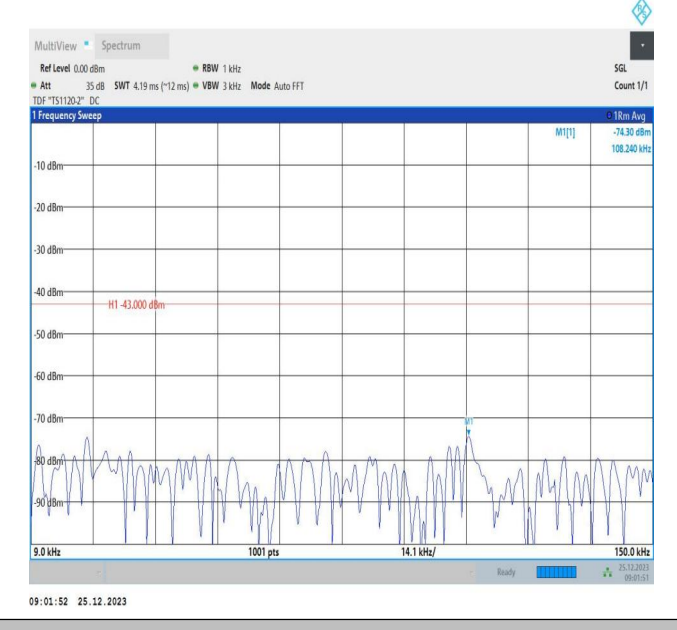 R S
MultiView Spectrum
Ref Level 0.00 dBm RBW 1 kHz SGL
Att 35 dB SWT 4.19 ms (~12 ms) VBW 3 kHz Mode Auto FFT Count 1/1
TDF "TS1120-2" DC
1 Frequency Sweep 1Rm Avg
M1[1] -74.30 dBm
108.240 kHz
-10 dBm
-20 dBm
-30 dBm
-40 dBm
H1 -43.000 dBm
-50 dBm
-60 dBm
-70 dBm
M1
-80 dBm
-90 dBm
9.0 kHz 1001 pts 14.1 kHz/ 150.0 kHz
Ready 25.12.2023
09:01:51
09:01:52 25.12.2023